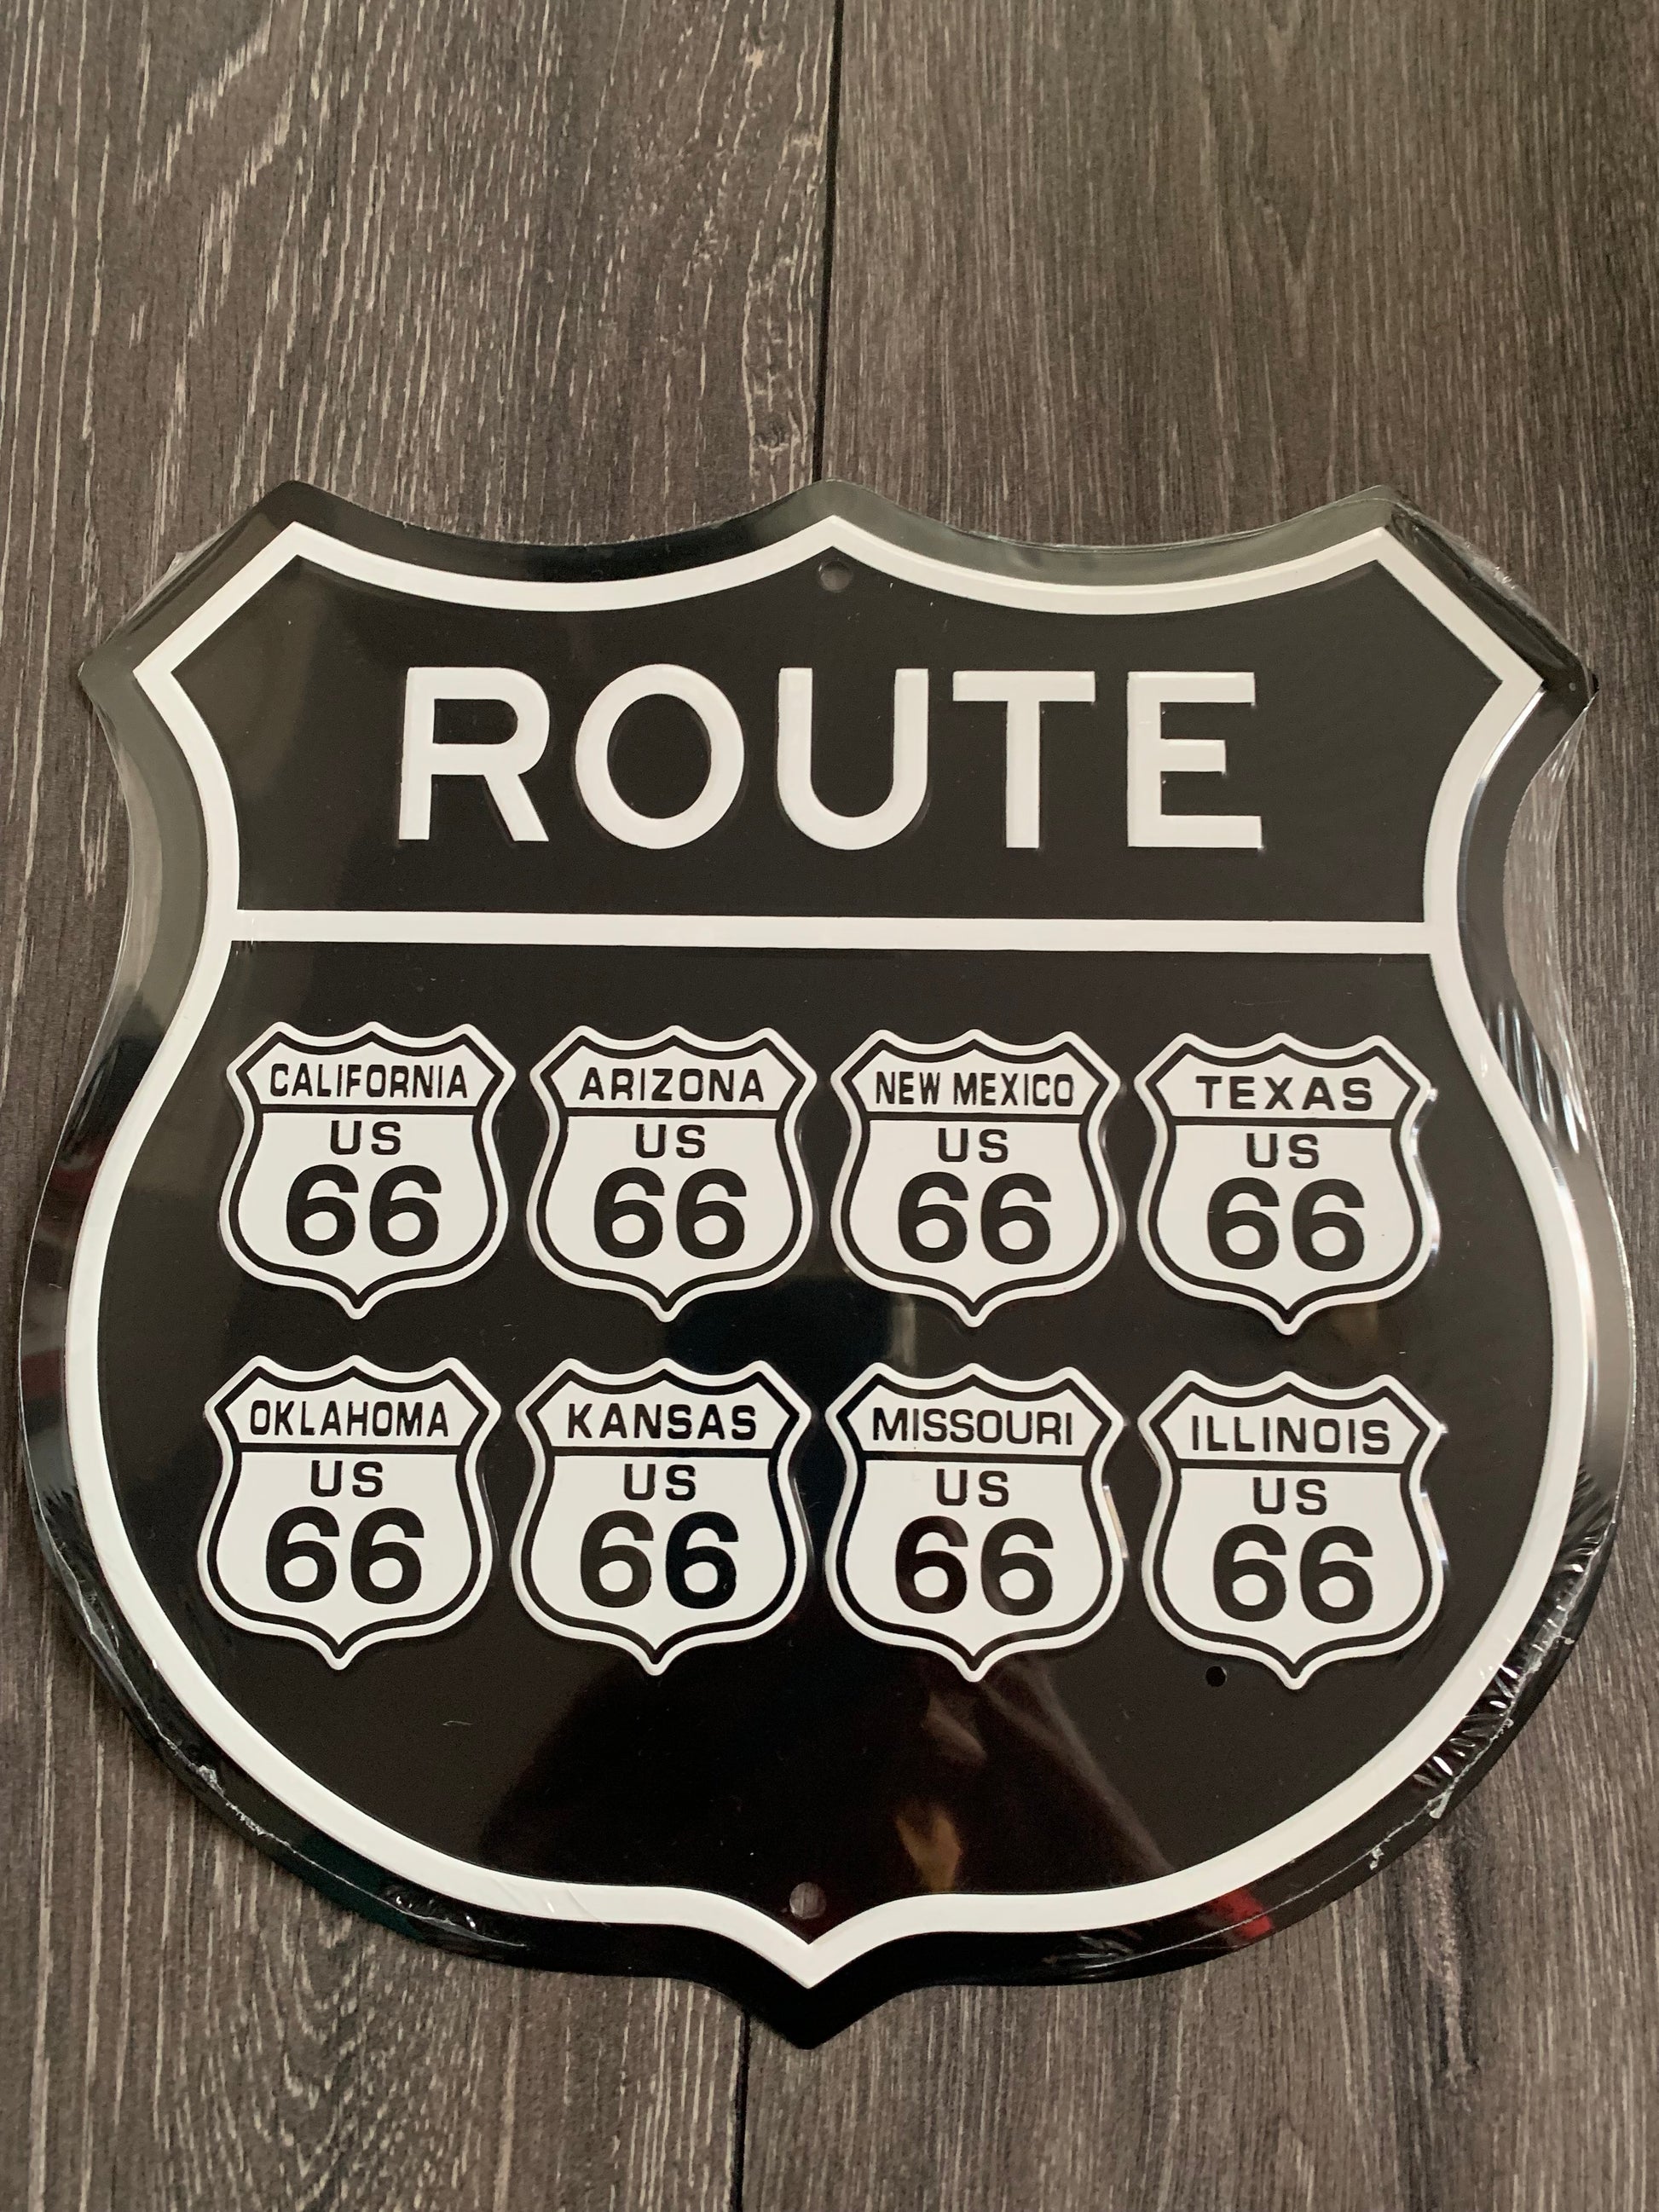 ROUTE
CALIFORNIA
US
66
ARIZONA
US
66
NEW MEXICO
US
66
TEXAS
US
66
OKLAHOMA
US
66
KANSAS
US
66
MISSOURI
US
66
ILLINOIS
US
66